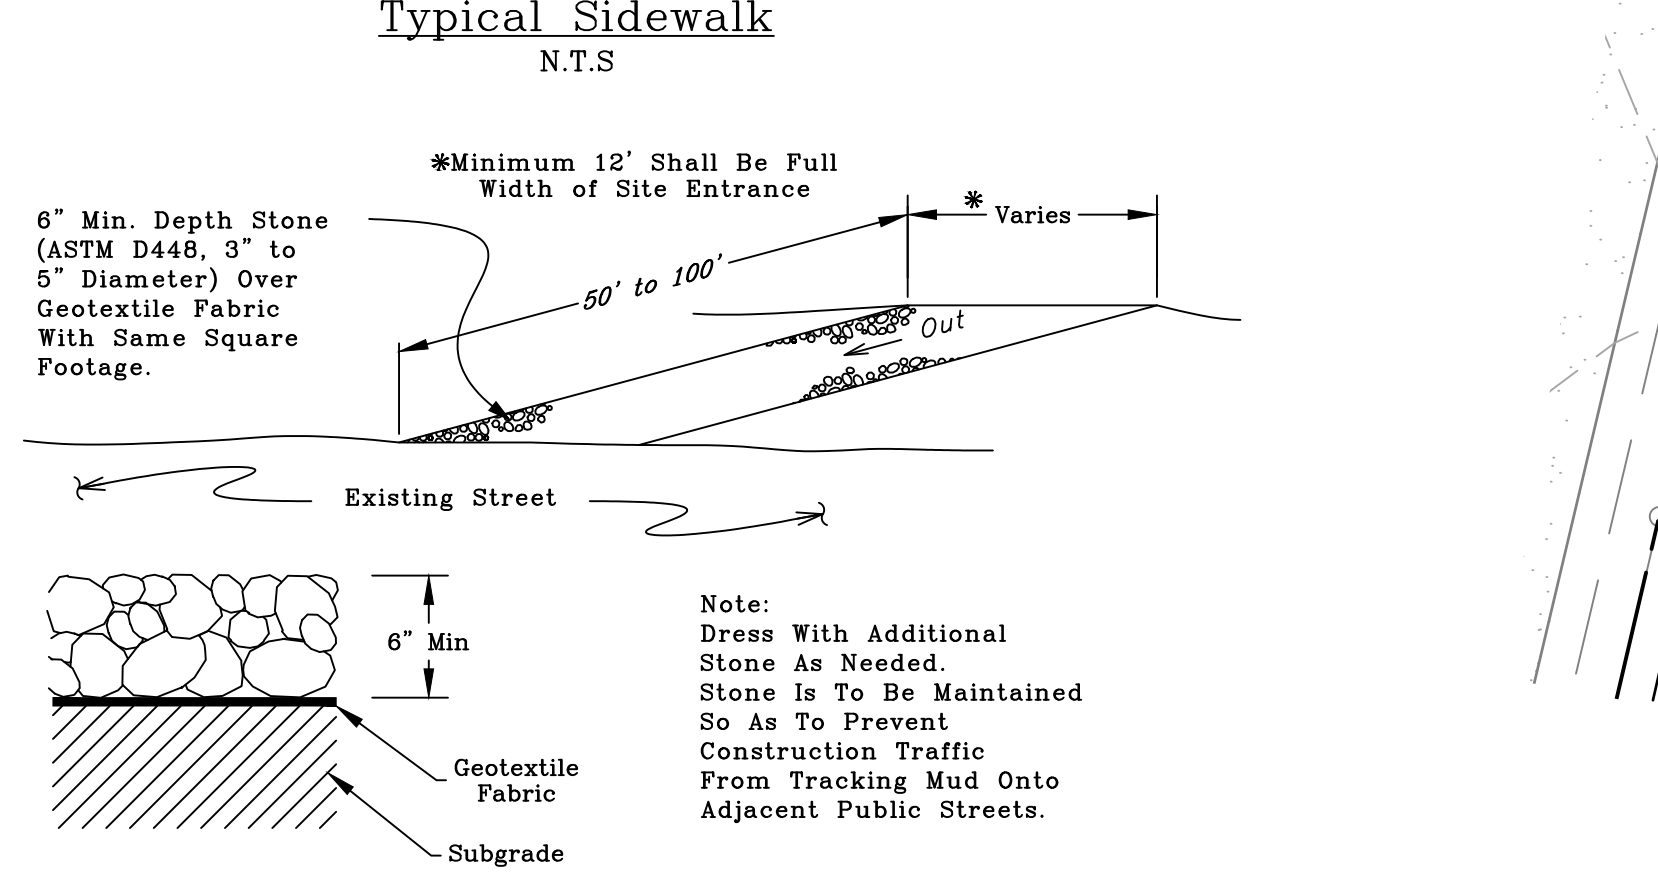 Typical Sidewalk
N.T.S
*Minimum 12' Shall Be Full
Width of Site Entrance
6" Min. Depth Stone
(ASTM D448, 3" to
5" Diameter) Over
Geotextile Fabric
With Same Square
Footage.
*
Varies
50' to 100'
Out
Existing Street
6" Min
Geotextile
Fabric
Subgrade
Note:
Dress With Additional
Stone As Needed.
Stone Is To Be Maintained
So As To Prevent
Construction Traffic
From Tracking Mud Onto
Adjacent Public Streets.